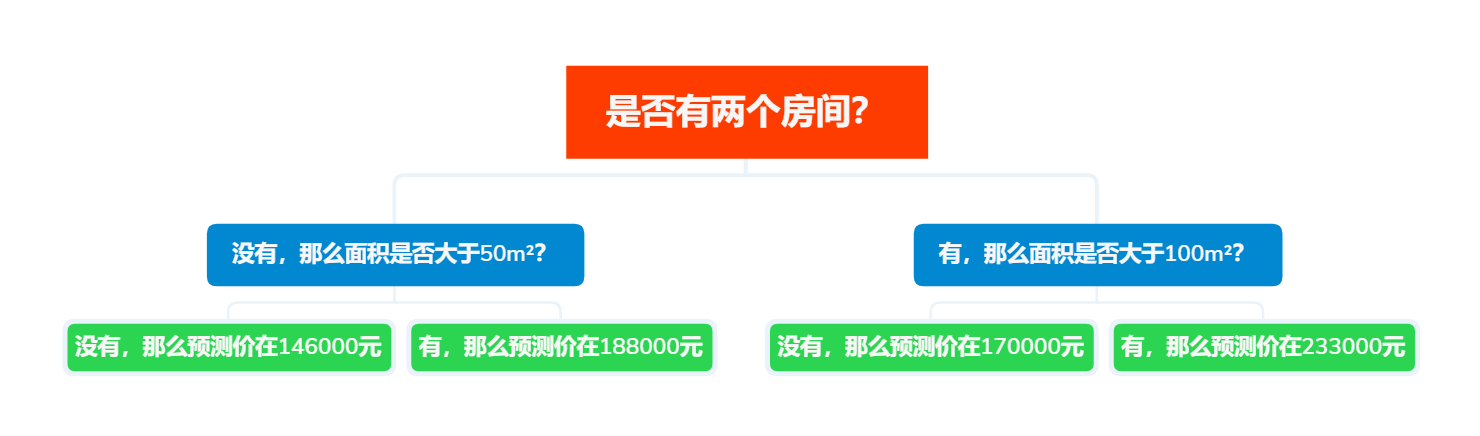 是否有两个房间？
没有，那么面积是否大于50m²？
有，那么面积是否大于100m²？
没有，那么预测价在146000元
有，那么预测价在188000元
没有，那么预测价在170000元
有，那么预测价在233000元